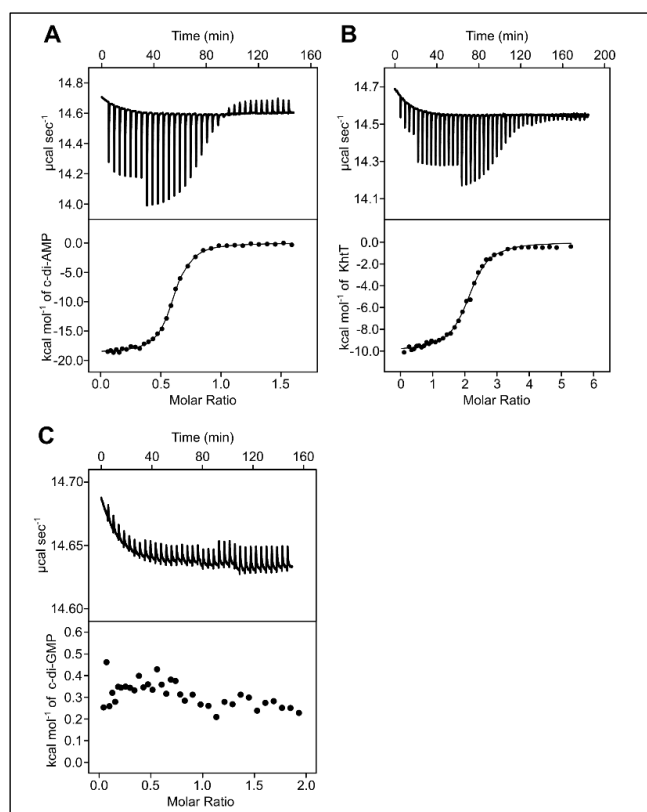 A
Time (min)
0 40 80 120 160
14.8
14.6
14.4
14.2
14.0
µcal sec⁻¹
0.0
-5.0
-10.0
-15.0
-20.0
kcal mol⁻¹ of c-di-AMP
0.0 0.5 1.0 1.5
Molar Ratio
B
Time (min)
0 40 80 120 160 200
14.7
14.5
14.3
14.1
µcal sec⁻¹
0.0
-2.0
-4.0
-6.0
-8.0
-10.0
kcal mol⁻¹ of KhtT
0 1 2 3 4 5 6
Molar Ratio
C
Time (min)
0 40 80 120 160
14.70
14.65
14.60
µcal sec⁻¹
0.6
0.5
0.4
0.3
0.2
0.1
0.0
kcal mol⁻¹ of c-di-GMP
0.0 0.5 1.0 1.5 2.0
Molar Ratio